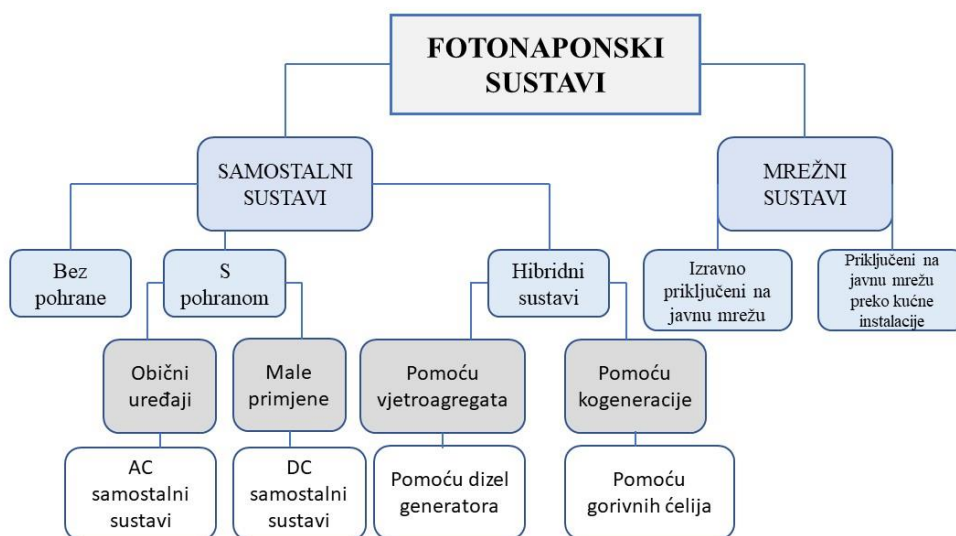 FOTONAPONSKI
SUSTAVI
SAMOSTALNI
SUSTAVI
MREŽNI
SUSTAVI
Bez
pohrane
S
pohranom
Hibridni
sustavi
Izravno
priključeni na
javnu mrežu
Priključeni na
javnu mrežu
preko kućne
instalacije
Obični
uređaji
Male
primjene
Pomoću
vjetroagregata
Pomoću
kogeneracije
AC
samostalni
sustavi
DC
samostalni
sustavi
Pomoću dizel
generatora
Pomoću
gorivnih ćelija